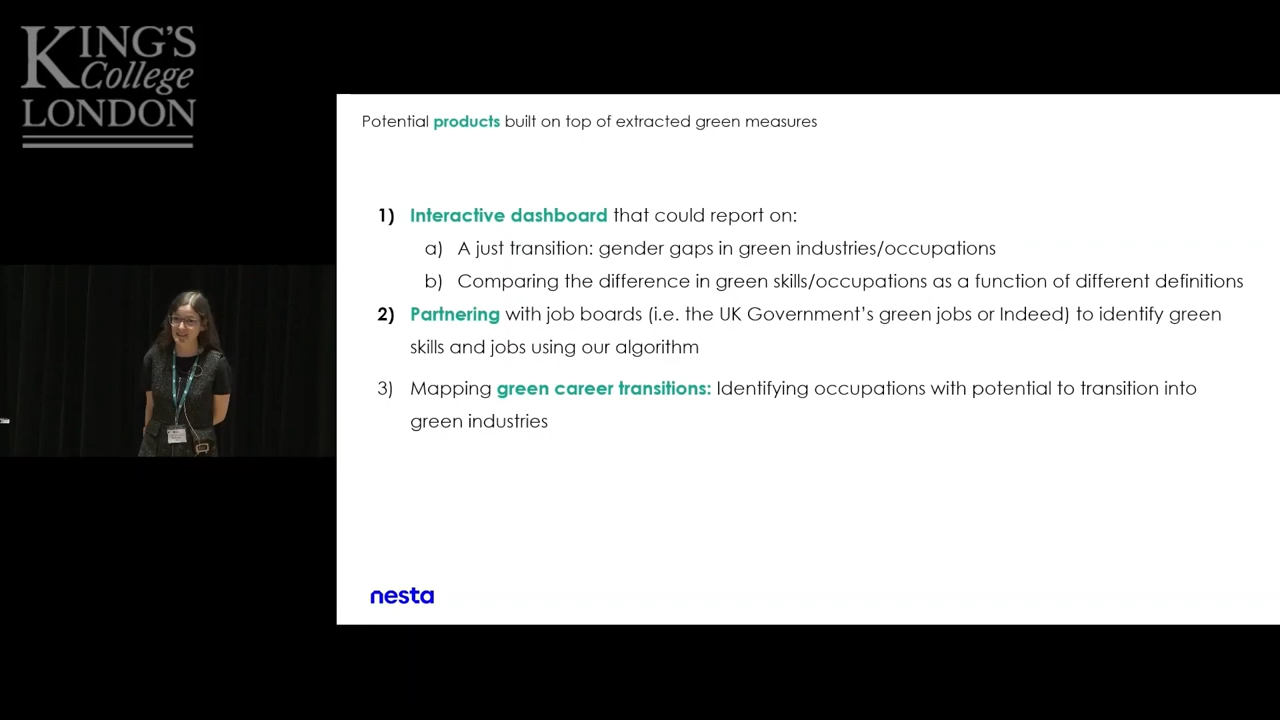 KING'S
College
LONDON
Potential products built on top of extracted green measures
1) Interactive dashboard that could report on:
a) A just transition: gender gaps in green industries/occupations
b) Comparing the difference in green skills/occupations as a function of different definitions
2) Partnering with job boards (i.e. the UK Government's green jobs or Indeed) to identify green
skills and jobs using our algorithm
3) Mapping green career transitions: Identifying occupations with potential to transition into
green industries
nesta